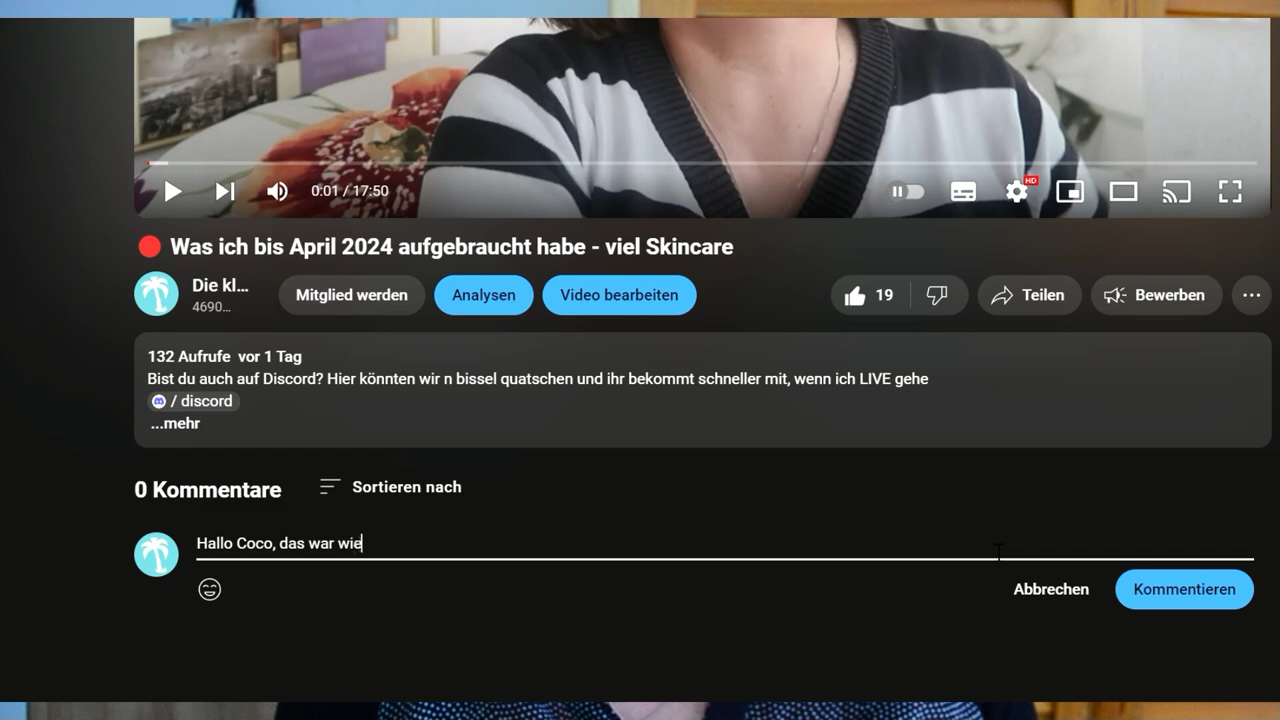 0:01 / 17:50
HD
Was ich bis April 2024 aufgebraucht habe - viel Skincare
Die kl...
4690...
Mitglied werden
Analysen
Video bearbeiten
19
Teilen
Bewerben
132 Aufrufe vor 1 Tag
Bist du auch auf Discord? Hier könnten wir n bissel quatschen und ihr bekommt schneller mit, wenn ich LIVE gehe
/ discord
...mehr
0 Kommentare
Sortieren nach
Hallo Coco, das war wie
Abbrechen
Kommentieren